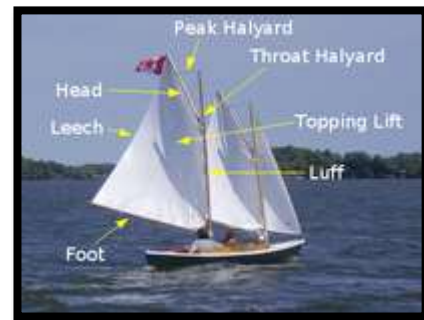 Peak Halyard
Throat Halyard
Head
Leech
Topping Lift
Luff
Foot